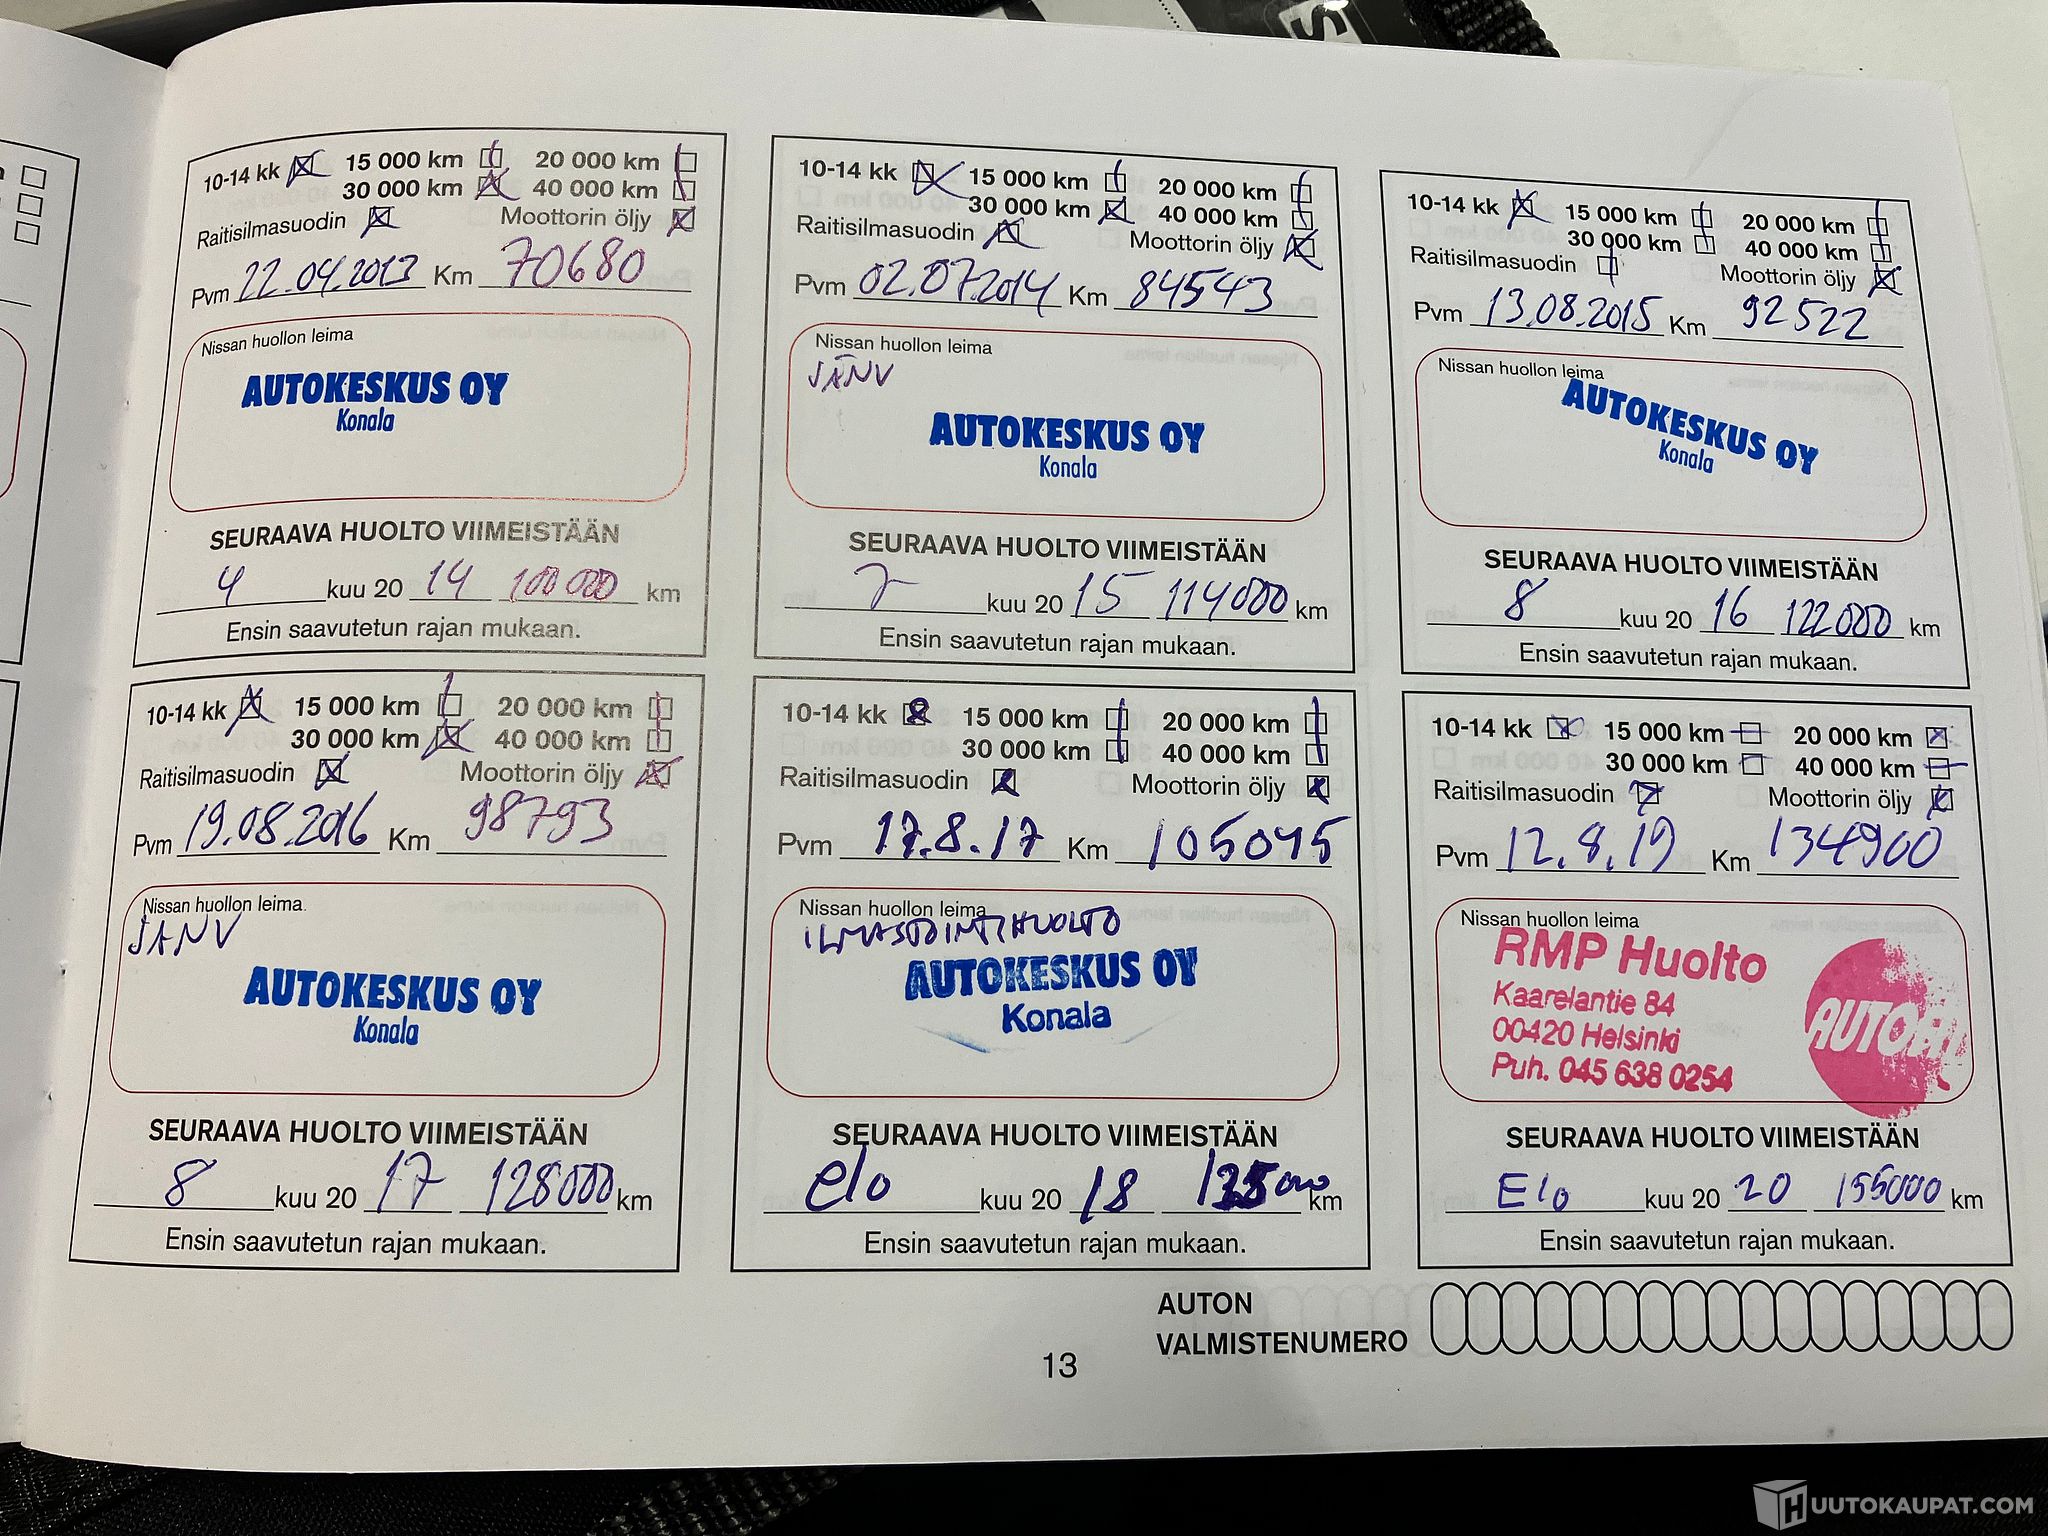 10-14 kk 15 000 km 20 000 km
30 000 km 40 000 km
Raitisilmasuodin Moottorin öljy
Pvm 22.04.2013 Km 70680
Nissan huollon leima
AUTOKESKUS OY
Konala
SEURAAVA HUOLTO VIIMEISTÄÄN
4 kuu 20 14 100 000 km
Ensin saavutetun rajan mukaan.
10-14 kk 15 000 km 20 000 km
30 000 km 40 000 km
Raitisilmasuodin Moottorin öljy
Pvm 02.07.2014 Km 84543
Nissan huollon leima
JÄNV
AUTOKESKUS OY
Konala
SEURAAVA HUOLTO VIIMEISTÄÄN
7 kuu 20 15 114000 km
Ensin saavutetun rajan mukaan.
10-14 kk 15 000 km 20 000 km
30 000 km 40 000 km
Raitisilmasuodin Moottorin öljy
Pvm 13.08.2015 Km 92522
Nissan huollon leima
AUTOKESKUS OY
Konala
SEURAAVA HUOLTO VIIMEISTÄÄN
8 kuu 20 16 122000 km
Ensin saavutetun rajan mukaan.
10-14 kk 15 000 km 20 000 km
30 000 km 40 000 km
Raitisilmasuodin Moottorin öljy
Pvm 19.08.2016 Km 98793
Nissan huollon leima
JANV
AUTOKESKUS OY
Konala
SEURAAVA HUOLTO VIIMEISTÄÄN
8 kuu 20 17 128000 km
Ensin saavutetun rajan mukaan.
10-14 kk 15 000 km 20 000 km
30 000 km 40 000 km
Raitisilmasuodin Moottorin öljy
Pvm 17.8.17 Km 105045
Nissan huollon leima
ILMASTOINTIHUOLTO
AUTOKESKUS OY
Konala
SEURAAVA HUOLTO VIIMEISTÄÄN
elo kuu 20 18 km
Ensin saavutetun rajan mukaan.
10-14 kk 15 000 km 20 000 km
30 000 km 40 000 km
Raitisilmasuodin Moottorin öljy
Pvm 12.8.19 Km 134900
Nissan huollon leima
RMP Huolto
Kaarelantie 84
00420 Helsinki
Puh. 045 638 0254
SEURAAVA HUOLTO VIIMEISTÄÄN
Elo kuu 20 20 155000 km
Ensin saavutetun rajan mukaan.
AUTON
VALMISTENUMERO
13
HUUTOKAUPAT.COM